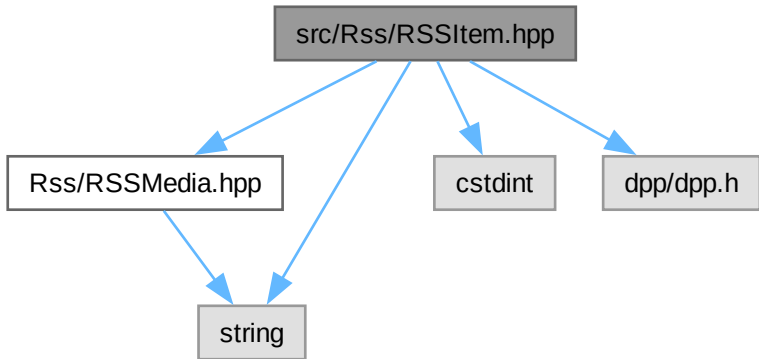 src/Rss/RSSItem.hpp
Rss/RSSMedia.hpp
cstdint
dpp/dpp.h
string